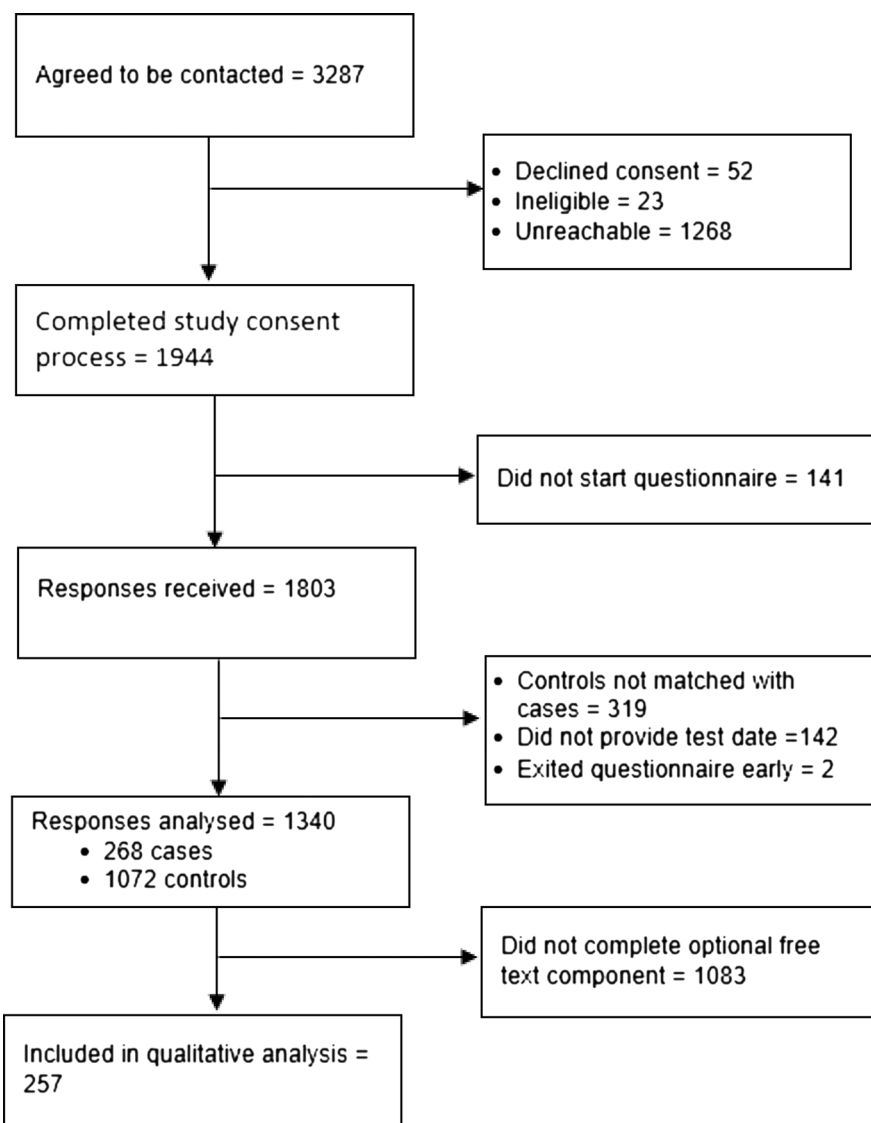 Agreed to be contacted = 3287
• Declined consent = 52
• Ineligible = 23
• Unreachable = 1268
Completed study consent
process = 1944
Did not start questionnaire = 141
Responses received = 1803
• Controls not matched with
cases = 319
• Did not provide test date =142
• Exited questionnaire early = 2
Responses analysed = 1340
• 268 cases
• 1072 controls
Did not complete optional free
text component = 1083
Included in qualitative analysis =
257